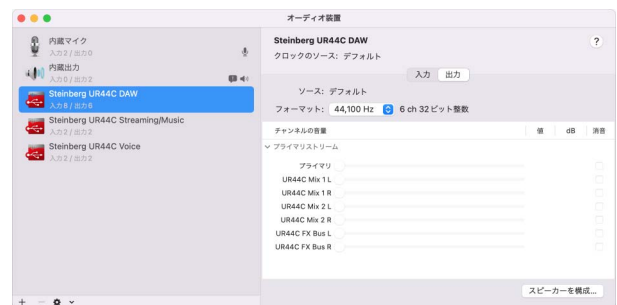 オーディオ装置
内蔵マイク
入力 2 / 出力 0
内蔵出力
入力 0 / 出力 2
Steinberg UR44C DAW
入力 8 / 出力 6
Steinberg UR44C Streaming/Music
入力 2 / 出力 2
Steinberg UR44C Voice
入力 2 / 出力 2
Steinberg UR44C DAW
?
クロックのソース: デフォルト
入力 出力
ソース: デフォルト
フォーマット: 44,100 Hz 6 ch 32 ビット整数
チャンネルの音量 値 dB 消音
プライマリストリーム
プライマリ
UR44C Mix 1 L
UR44C Mix 1 R
UR44C Mix 2 L
UR44C Mix 2 R
UR44C FX Bus L
UR44C FX Bus R
スピーカーを構成...